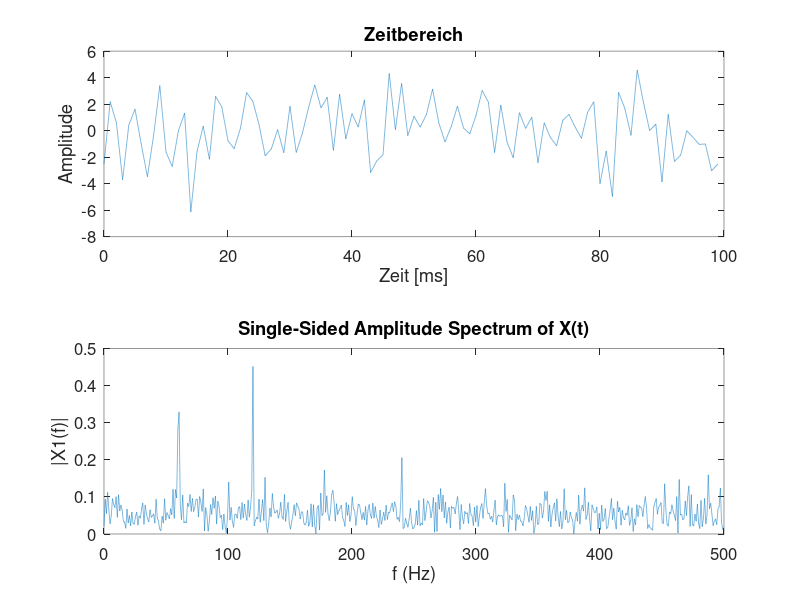 Zeitbereich
6
4
2
0
-2
-4
-6
-8
Amplitude
0 20 40 60 80 100
Zeit [ms]
Single-Sided Amplitude Spectrum of X(t)
0.5
0.4
0.3
0.2
0.1
0
|X1(f)|
0 100 200 300 400 500
f (Hz)